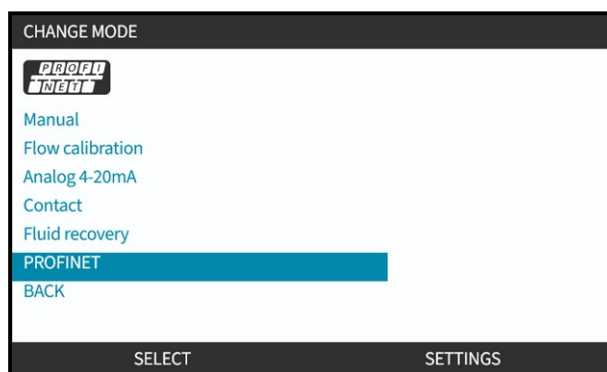 CHANGE MODE
PROFI
NET
Manual
Flow calibration
Analog 4-20mA
Contact
Fluid recovery
PROFINET
BACK
SELECT SETTINGS